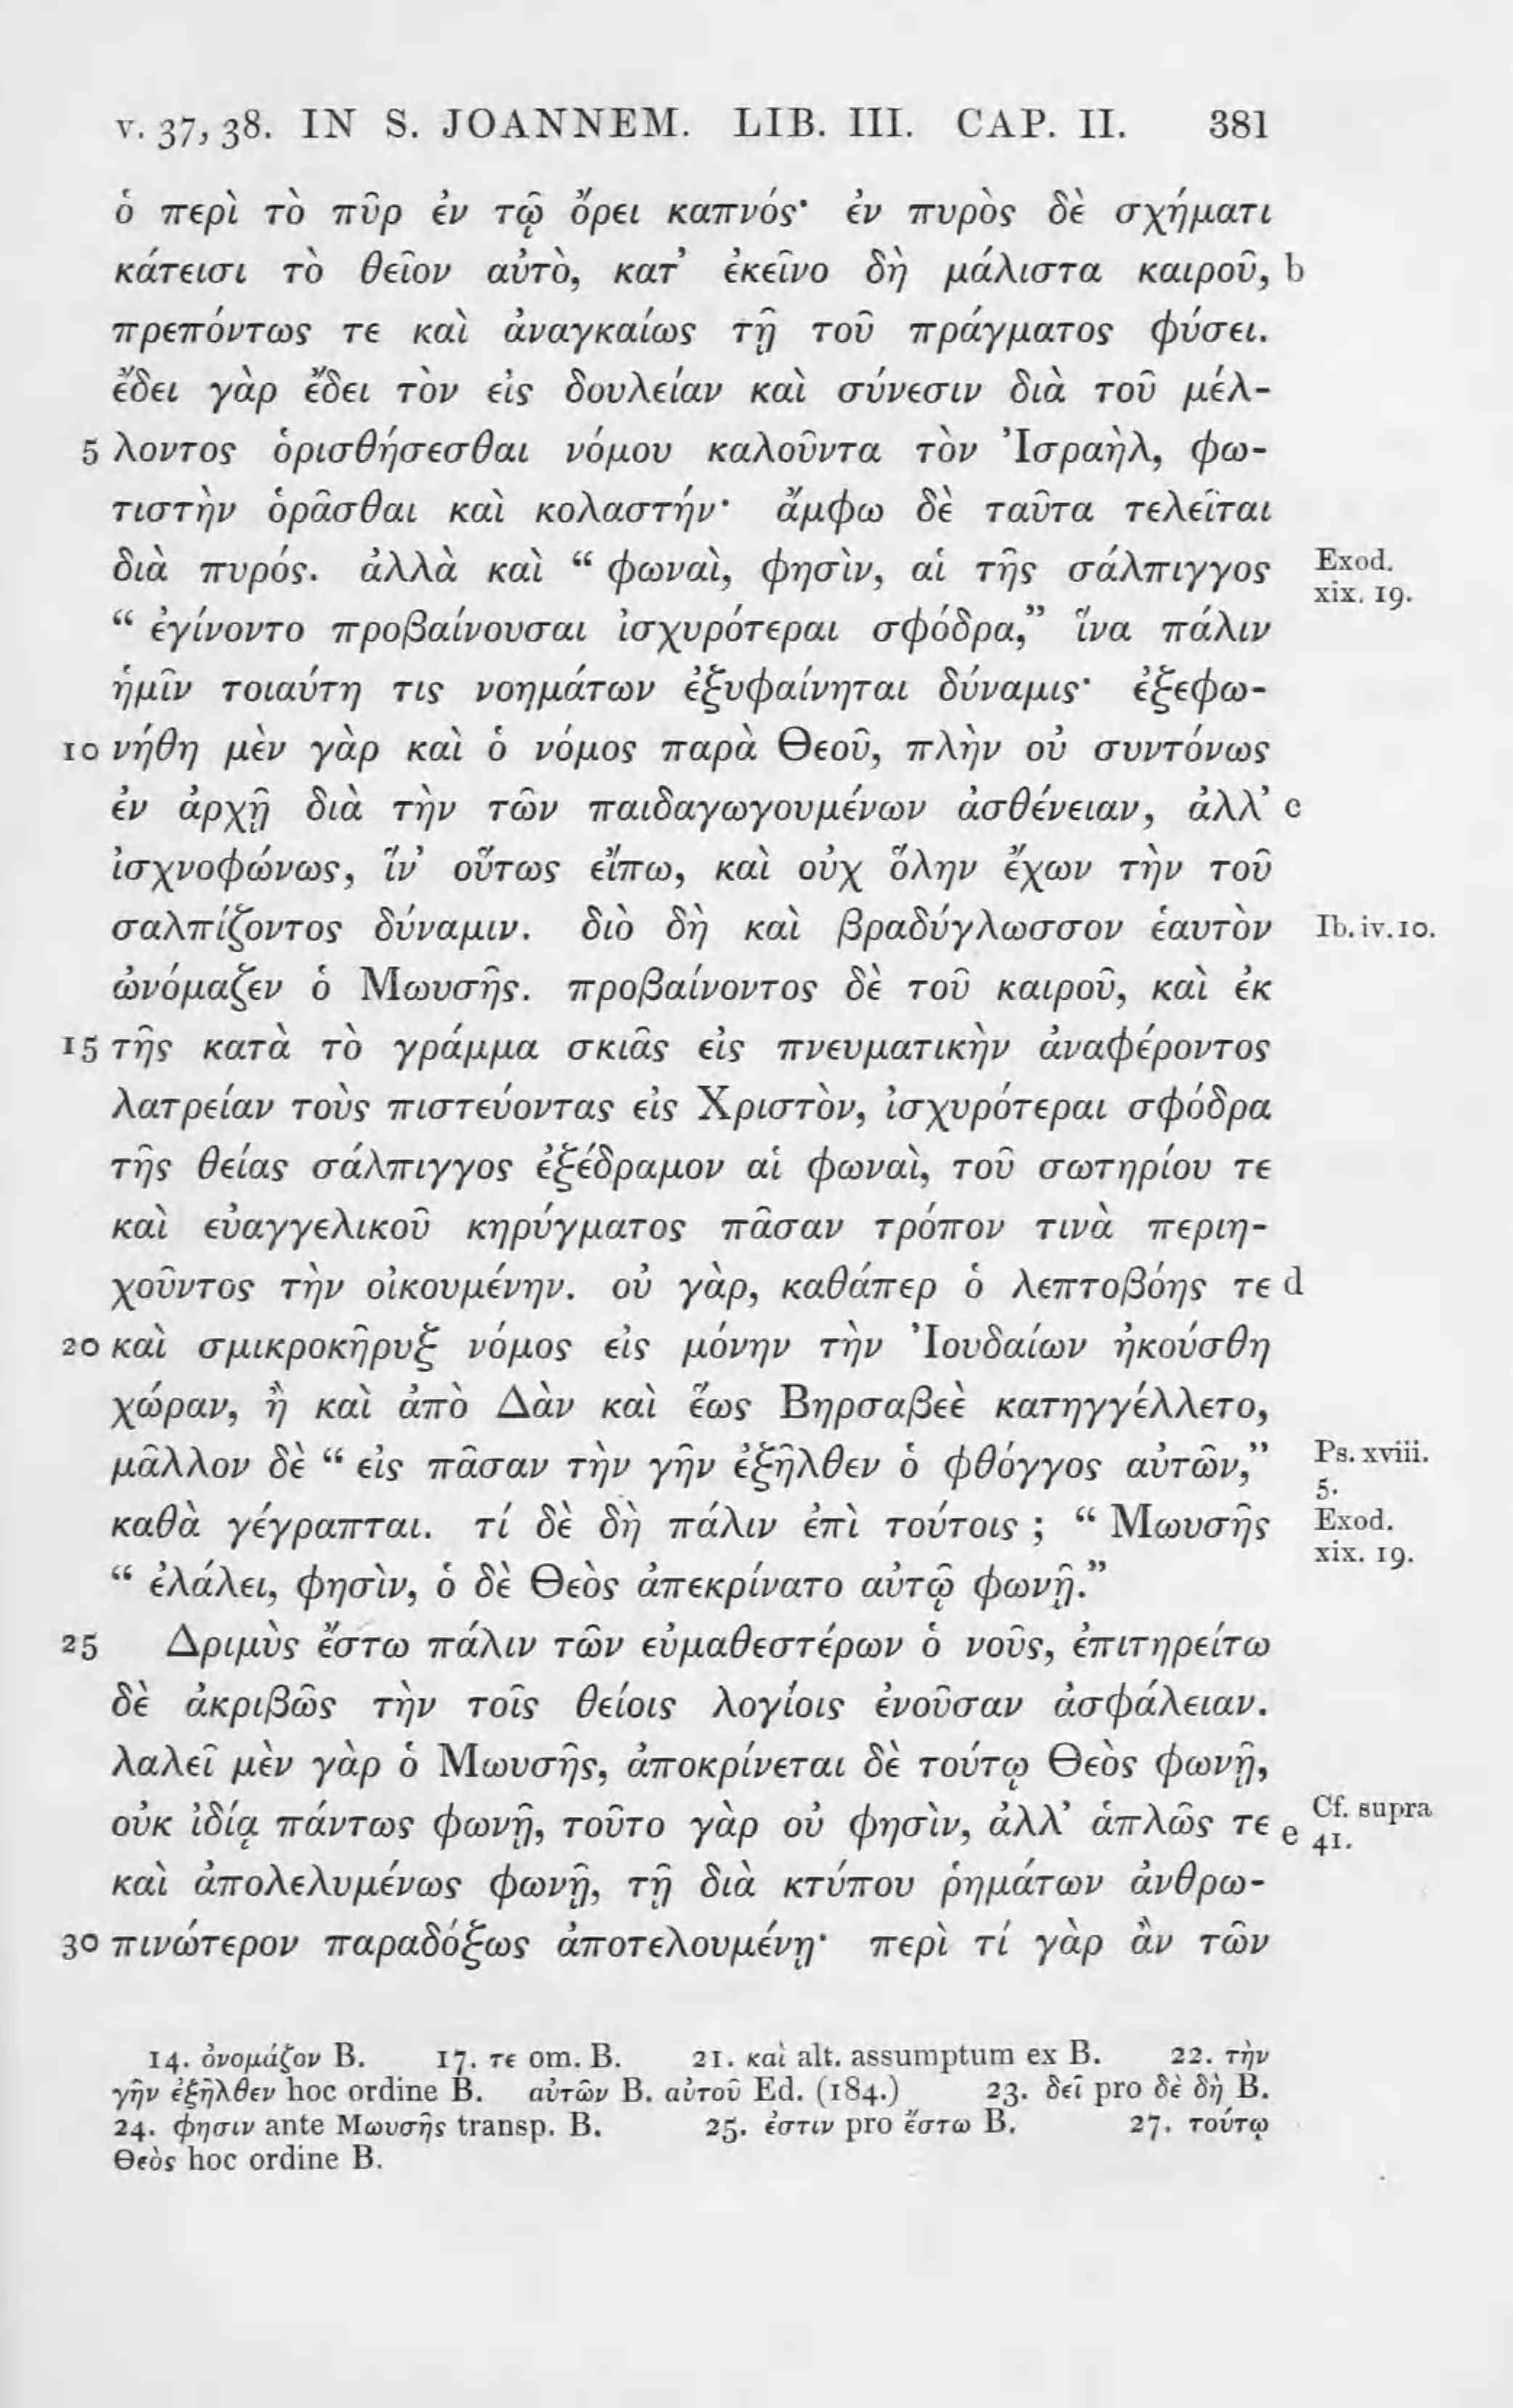 v. 37, 38. IN S. JOANNEM. LIB. III. CAP. II. 381
ὁ περὶ τὸ πῦρ ἐν τῷ ὄρει καπνός· ἐν πυρὸς δὲ σχήματι
κάτεισι τὸ θεῖον αὐτὸ, κατ’ ἐκεῖνο δὴ μάλιστα καιροῦ, b
πρεπόντως τε καὶ ἀναγκαίως τῇ τοῦ πράγματος φύσει.
ἔδει γὰρ ἔδει τὸν εἰς δουλείαν καὶ σύνεσιν διὰ τοῦ μέλ-
5 λοντος ὁρισθήσεσθαι νόμου καλοῦντα τὸν Ἰσραὴλ, φω-
τιστὴν ὁρᾶσθαι καὶ κολαστήν· ἄμφω δὲ ταῦτα τελεῖται
διὰ πυρός. ἀλλὰ καὶ “ φωναὶ, φησὶν, αἱ τῆς σάλπιγγος Exod. xix. 19.
“ ἐγίνοντο προβαίνουσαι ἰσχυρότεραι σφόδρα,” ἵνα πάλιν
ἡμῖν τοιαύτη τις νοημάτων ἐξυφαίνηται δύναμις· ἐξεφω-
10 νήθη μὲν γὰρ καὶ ὁ νόμος παρὰ Θεοῦ, πλὴν οὐ συντόνως
ἐν ἀρχῇ διὰ τὴν τῶν παιδαγωγουμένων ἀσθένειαν, ἀλλ’ c
ἰσχνοφώνως, ἵν’ οὕτως εἴπω, καὶ οὐχ ὅλην ἔχων τὴν τοῦ
σαλπίζοντος δύναμιν. διὸ δὴ καὶ βραδύγλωσσον ἑαυτὸν Ib. iv. 10.
ὠνόμαζεν ὁ Μωυσῆς. προβαίνοντος δὲ τοῦ καιροῦ, καὶ ἐκ
15 τῆς κατὰ τὸ γράμμα σκιᾶς εἰς πνευματικὴν ἀναφέροντος
λατρείαν τοὺς πιστεύοντας εἰς Χριστὸν, ἰσχυρότεραι σφόδρα
τῆς θείας σάλπιγγος ἐξέδραμον αἱ φωναὶ, τοῦ σωτηρίου τε
καὶ εὐαγγελικοῦ κηρύγματος πᾶσαν τρόπον τινὰ περιη-
χοῦντος τὴν οἰκουμένην. οὐ γὰρ, καθάπερ ὁ λεπτοβόης τε d
20 καὶ σμικροκῆρυξ νόμος εἰς μόνην τὴν Ἰουδαίων ἠκούσθη
χώραν, ἢ καὶ ἀπὸ Δὰν καὶ ἕως Βηρσαβεὲ κατηγγέλλετο,
μᾶλλον δὲ “ εἰς πᾶσαν τὴν γῆν ἐξῆλθεν ὁ φθόγγος αὐτῶν,” Ps. xviii. 5.
καθὰ γέγραπται. τί δὲ δὴ πάλιν ἐπὶ τούτοις ; “ Μωυσῆς Exod. xix. 19.
“ ἐλάλει, φησὶν, ὁ δὲ Θεὸς ἀπεκρίνατο αὐτῷ φωνῇ.”
25 Δριμὺς ἔστω πάλιν τῶν εὐμαθεστέρων ὁ νοῦς, ἐπιτηρείτω
δὲ ἀκριβῶς τὴν τοῖς θείοις λογίοις ἐνοῦσαν ἀσφάλειαν.
λαλεῖ μὲν γὰρ ὁ Μωυσῆς, ἀποκρίνεται δὲ τούτῳ Θεὸς φωνῇ,
οὐκ ἰδίᾳ πάντως φωνῇ, τοῦτο γὰρ οὐ φησὶν, ἀλλ’ ἁπλῶς τε e Cf. supra 41.
καὶ ἀπολελυμένως φωνῇ, τῇ διὰ κτύπου ῥημάτων ἀνθρω-
30 πινώτερον παραδόξως ἀποτελουμένῃ· περὶ τί γὰρ ἂν τῶν
14. ὀνομάζον B. 17. τε om. B. 21. καὶ alt. assumptum ex B. 22. τὴν
γῆν ἐξῆλθεν hoc ordine B. αὐτῶν B. αὐτοῦ Ed. (184.) 23. δεῖ pro δὲ δὴ B.
24. φησιν ante Μωυσῆς transp. B. 25. ἐστιν pro ἔστω B. 27. τούτῳ
Θεὸς hoc ordine B.